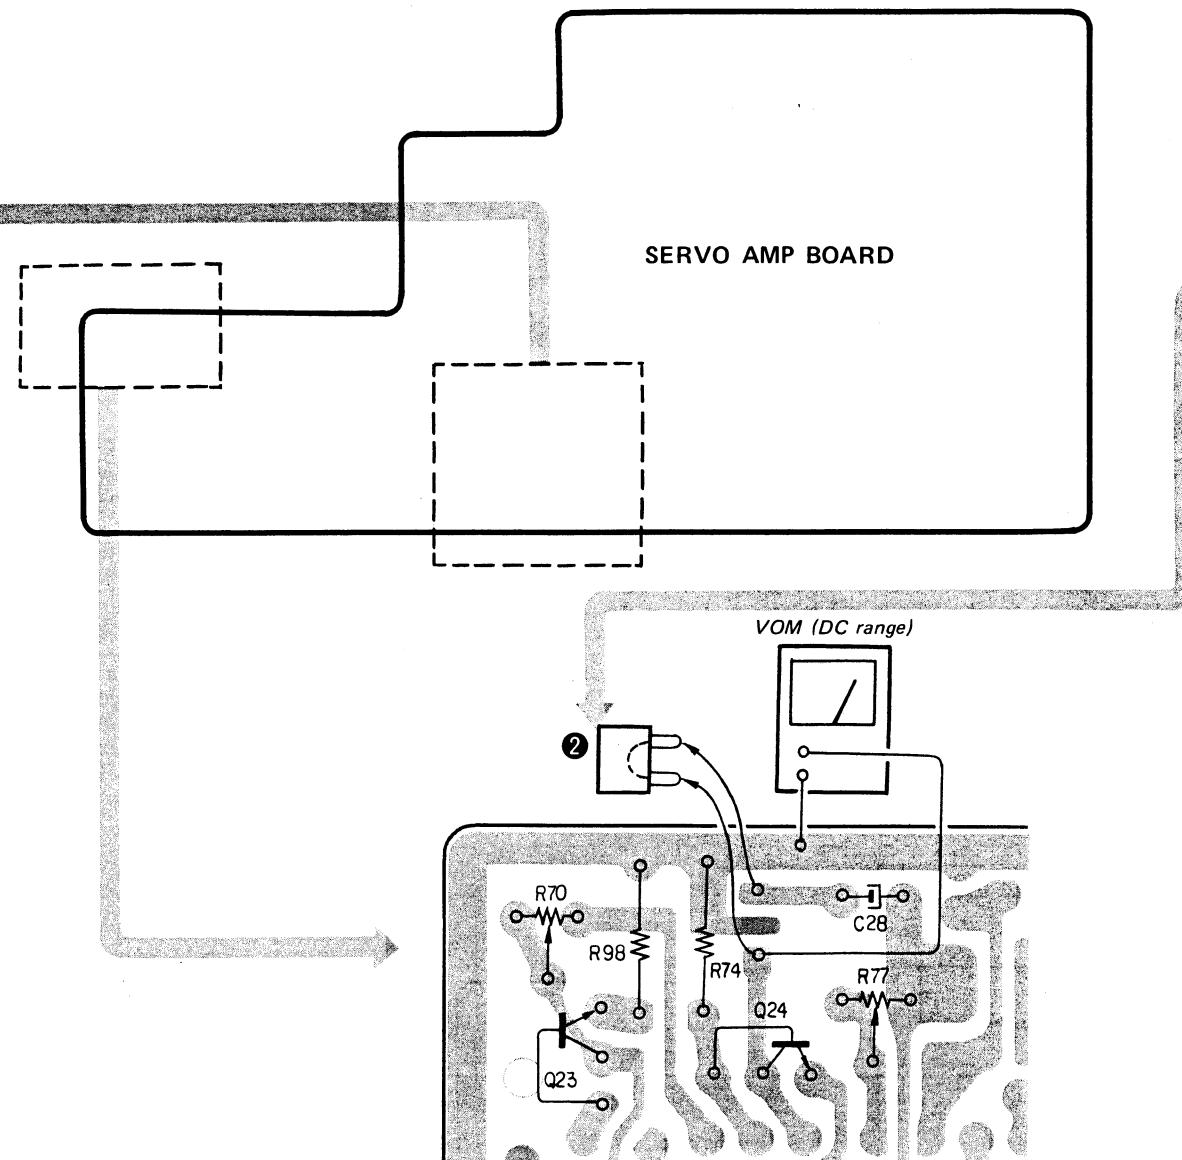 SERVO AMP BOARD
VOM (DC range)
2
R70
C28
R98
R74
R77
Q24
Q23